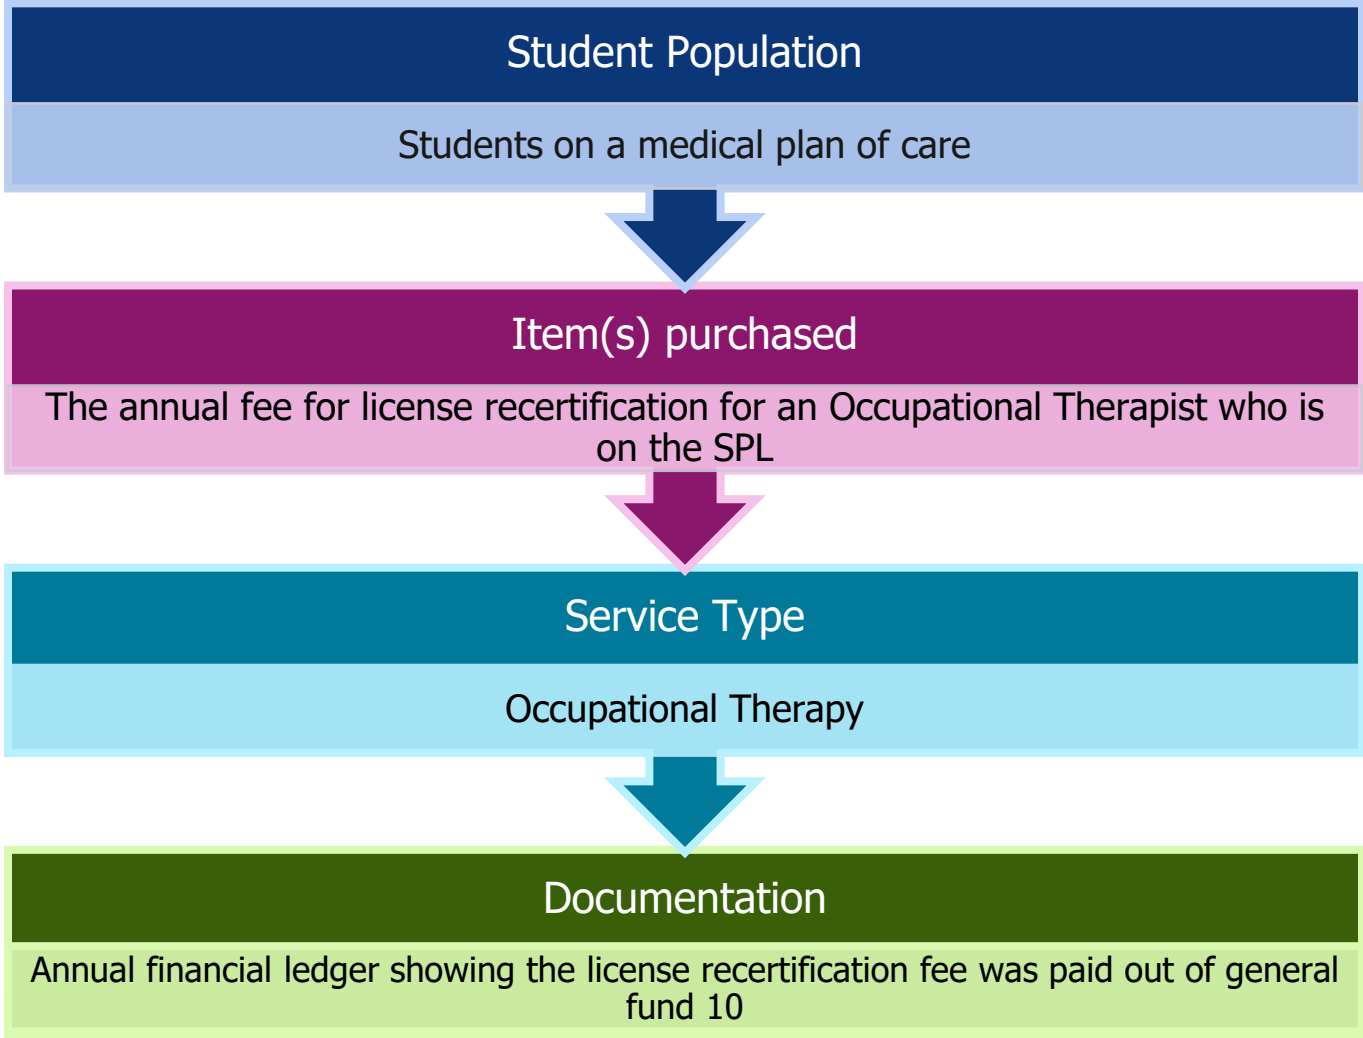 Student Population
Students on a medical plan of care
Item(s) purchased
The annual fee for license recertification for an Occupational Therapist who is
on the SPL
Service Type
Occupational Therapy
Documentation
Annual financial ledger showing the license recertification fee was paid out of general
fund 10